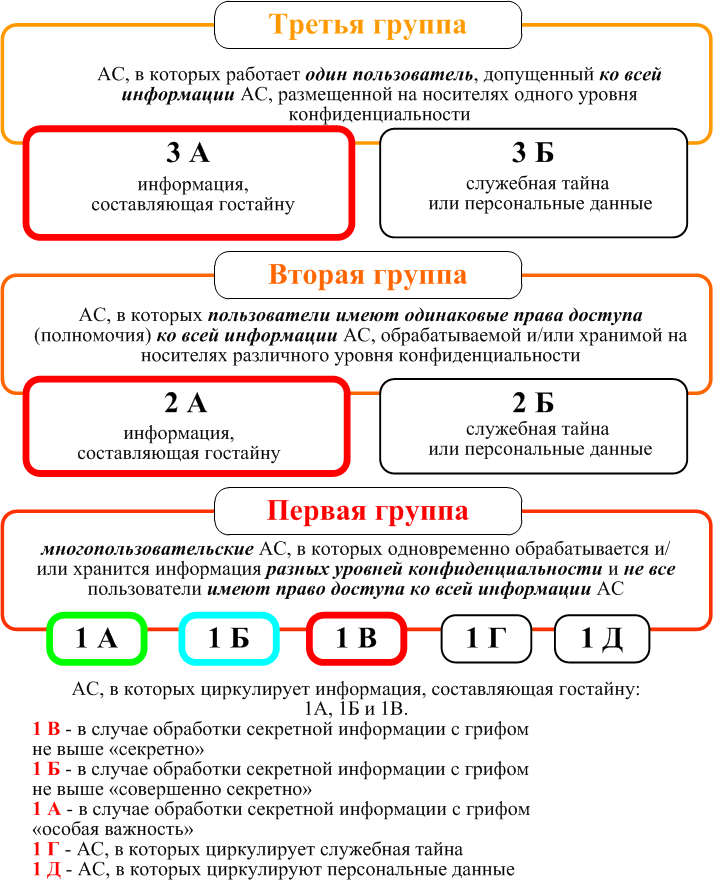 Третья группа
АС, в которых работает один пользователь, допущенный ко всей
информации АС, размещенной на носителях одного уровня
конфиденциальности
3 А
информация,
составляющая гостайну
3 Б
служебная тайна
или персональные данные
Вторая группа
АС, в которых пользователи имеют одинаковые права доступа
(полномочия) ко всей информации АС, обрабатываемой и/или хранимой на
носителях различного уровня конфиденциальности
2 А
информация,
составляющая гостайну
2 Б
служебная тайна
или персональные данные
Первая группа
многопользовательские АС, в которых одновременно обрабатывается и/
или хранится информация разных уровней конфиденциальности и не все
пользователи имеют право доступа ко всей информации АС
1 А 1 Б 1 В 1 Г 1 Д
АС, в которых циркулирует информация, составляющая гостайну:
1А, 1Б и 1В.
1 В - в случае обработки секретной информации с грифом
не выше «секретно»
1 Б - в случае обработки секретной информации с грифом
не выше «совершенно секретно»
1 А - в случае обработки секретной информации с грифом
«особая важность»
1 Г - АС, в которых циркулирует служебная тайна
1 Д - АС, в которых циркулируют персональные данные